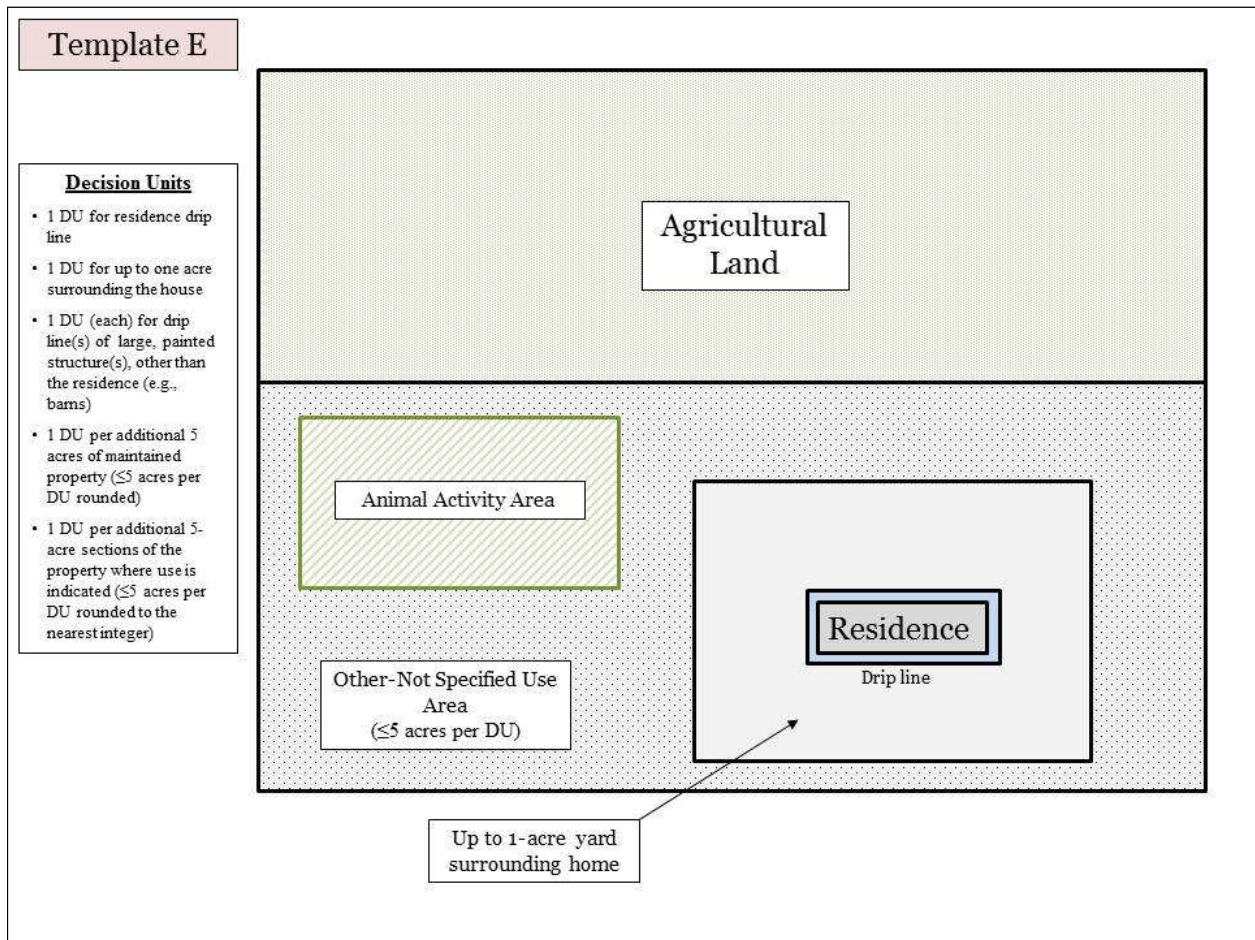 Template E
Decision Units
• 1 DU for residence drip
line
• 1 DU for up to one acre
surrounding the house
• 1 DU (each) for drip
line(s) of large, painted
structure(s), other than
the residence (e.g.,
barns)
• 1 DU per additional 5
acres of maintained
property (≤5 acres per
DU rounded)
• 1 DU per additional 5-
acre sections of the
property where use is
indicated (≤5 acres per
DU rounded to the
nearest integer)
Agricultural
Land
Animal Activity Area
Other-Not Specified Use
Area
(≤5 acres per DU)
Residence
Drip line
Up to 1-acre yard
surrounding home